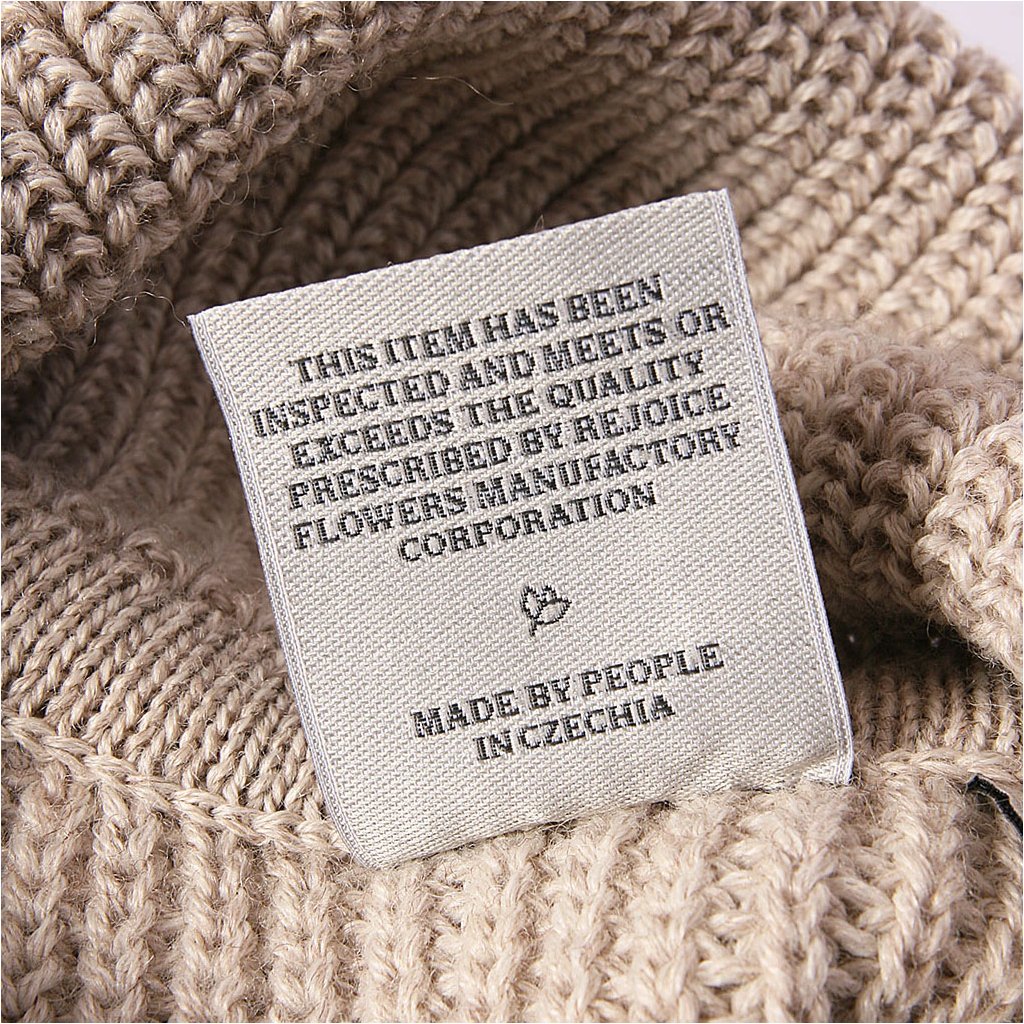 THIS ITEM HAS BEEN
INSPECTED AND MEETS OR
EXCEEDS THE QUALITY
PRESCRIBED BY REJOICE
FLOWERS MANUFACTORY
CORPORATION
MADE BY PEOPLE
IN CZECHIA